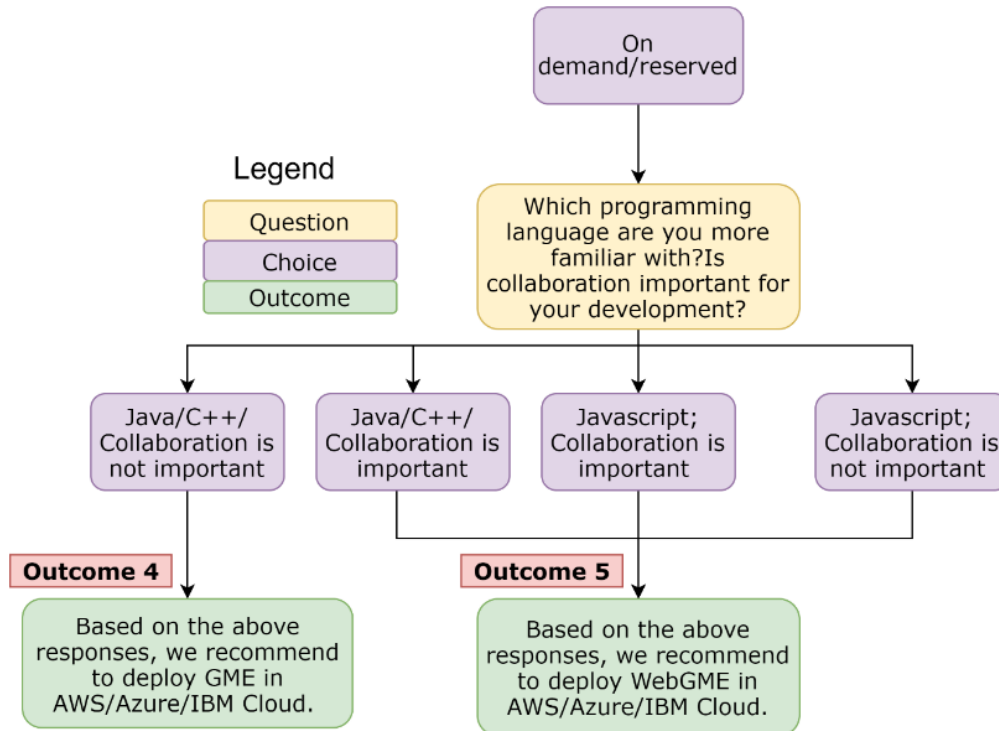 On
demand/reserved
Legend
Question
Choice
Outcome
Which programming
language are you more
familiar with?Is
collaboration important for
your development?
Java/C++/
Collaboration is
not important
Java/C++/
Collaboration is
important
Javascript;
Collaboration is
important
Javascript;
Collaboration is
not important
Outcome 4
Outcome 5
Based on the above
responses, we recommend
to deploy GME in
AWS/Azure/IBM Cloud.
Based on the above
responses, we recommend
to deploy WebGME in
AWS/Azure/IBM Cloud.